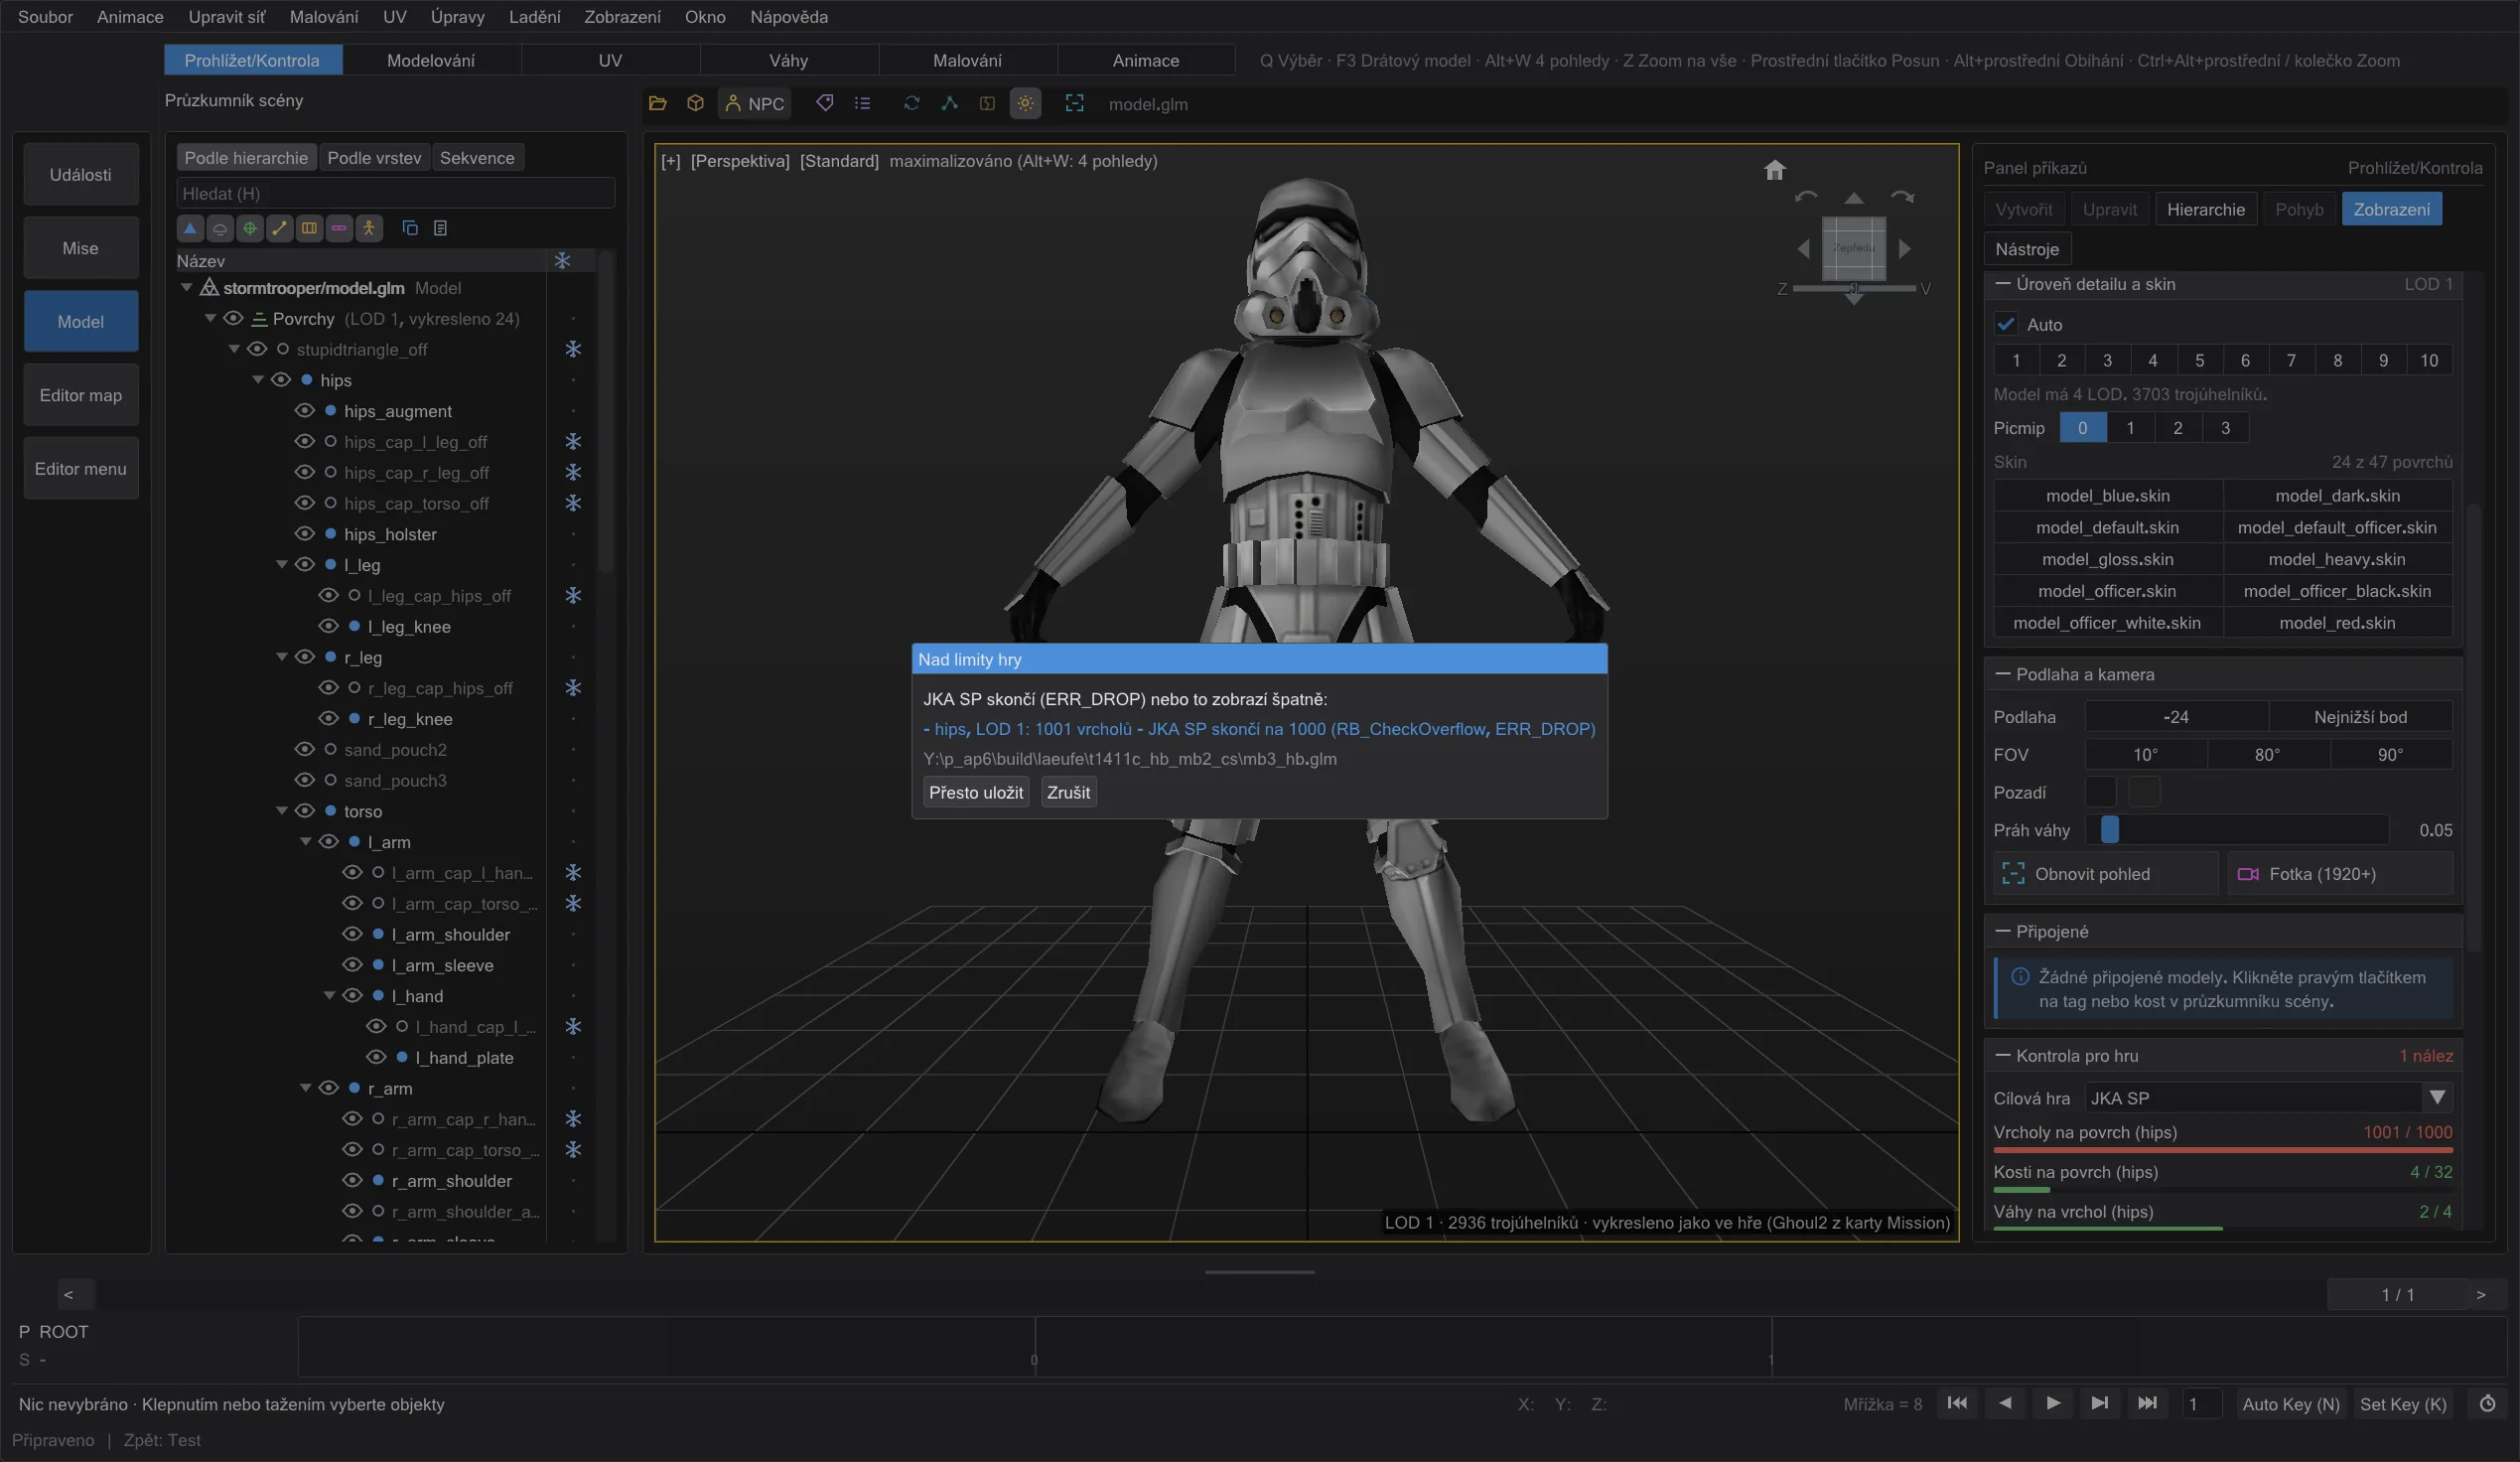 Soubor Animace Upravit síť Malování UV Úpravy Ladění Zobrazení Okno Nápověda
Prohlížet/Kontrola Modelování UV Váhy Malování Animace Q Výběr · F3 Drátový model · Alt+W 4 pohledy · Z Zoom na vše · Prostřední tlačítko Posun · Alt+prostřední Obíhání · Ctrl+Alt+prostřední / kolečko Zoom
Průzkumník scény
NPC model.glm
Události
Mise
Model
Editor map
Editor menu
Podle hierarchie Podle vrstev Sekvence
Hledat (H)
Název
stormtrooper/model.glm Model
Povrchy (LOD 1, vykresleno 24)
stupidtriangle_off
hips
hips_augment
hips_cap_l_leg_off
hips_cap_r_leg_off
hips_cap_torso_off
hips_holster
l_leg
l_leg_cap_hips_off
l_leg_knee
r_leg
r_leg_cap_hips_off
r_leg_knee
sand_pouch2
sand_pouch3
torso
l_arm
l_arm_cap_l_han...
l_arm_cap_torso_...
l_arm_shoulder
l_arm_sleeve
l_hand
l_hand_cap_l_...
l_hand_plate
r_arm
r_arm_cap_r_han...
r_arm_cap_torso_...
r_arm_shoulder
r_arm_shoulder_a...
r_arm_sleeve
[+] [Perspektiva] [Standard] maximalizováno (Alt+W: 4 pohledy)
Zepředu
Z J V
Nad limity hry
JKA SP skončí (ERR_DROP) nebo to zobrazí špatně:
- hips, LOD 1: 1001 vrcholů - JKA SP skončí na 1000 (RB_CheckOverflow, ERR_DROP)
Y:\p_ap6\build\laeufe\t1411c_hb_mb2_cs\mb3_hb.glm
Přesto uložit Zrušit
LOD 1 · 2936 trojúhelníků · vykresleno jako ve hře (Ghoul2 z karty Mission)
Panel příkazů Prohlížet/Kontrola
Vytvořit Upravit Hierarchie Pohyb Zobrazení
Nástroje
Úroveň detailu a skin LOD 1
Auto
1 2 3 4 5 6 7 8 9 10
Model má 4 LOD. 3703 trojúhelníků.
Picmip 0 1 2 3
Skin 24 z 47 povrchů
model_blue.skin model_dark.skin
model_default.skin model_default_officer.skin
model_gloss.skin model_heavy.skin
model_officer.skin model_officer_black.skin
model_officer_white.skin model_red.skin
Podlaha a kamera
Podlaha -24 Nejnižší bod
FOV 10° 80° 90°
Pozadí
Práh váhy 0.05
Obnovit pohled Fotka (1920+)
Připojené
Žádné připojené modely. Klikněte pravým tlačítkem
na tag nebo kost v průzkumníku scény.
Kontrola pro hru 1 nález
Cílová hra JKA SP
Vrcholy na povrch (hips) 1001 / 1000
Kosti na povrch (hips) 4 / 32
Váhy na vrchol (hips) 2 / 4
< 1 / 1 >
P ROOT
S -
0 1
Nic nevybráno · Klepnutím nebo tažením vyberte objekty X: Y: Z: Mřížka = 8 1 Auto Key (N) Set Key (K)
Připraveno | Zpět: Test